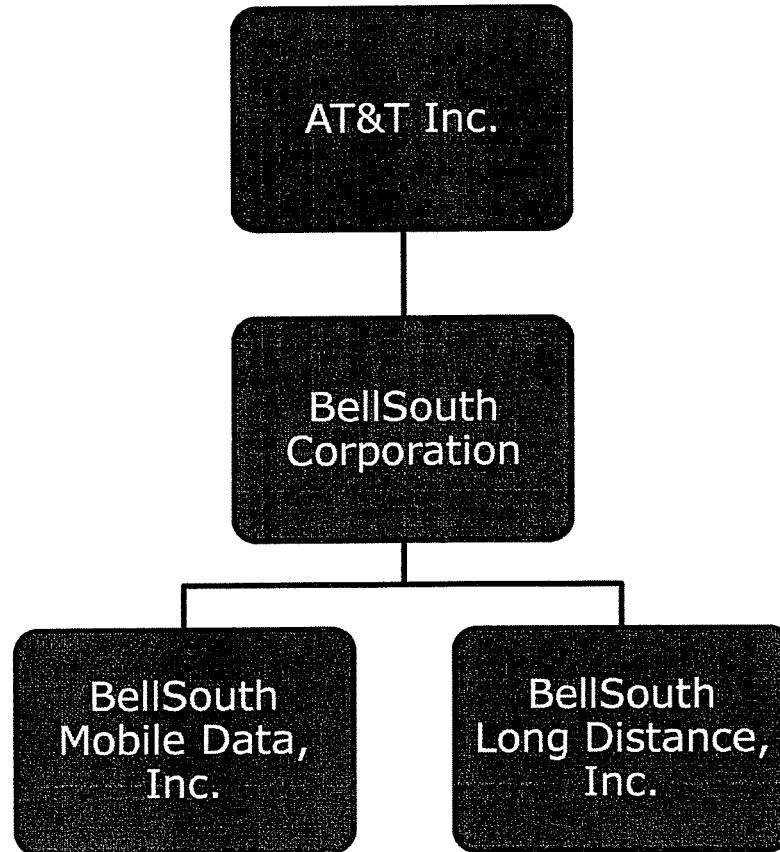 AT&T Inc.
BellSouth
Corporation
BellSouth
Mobile Data,
Inc.
BellSouth
Long Distance,
Inc.